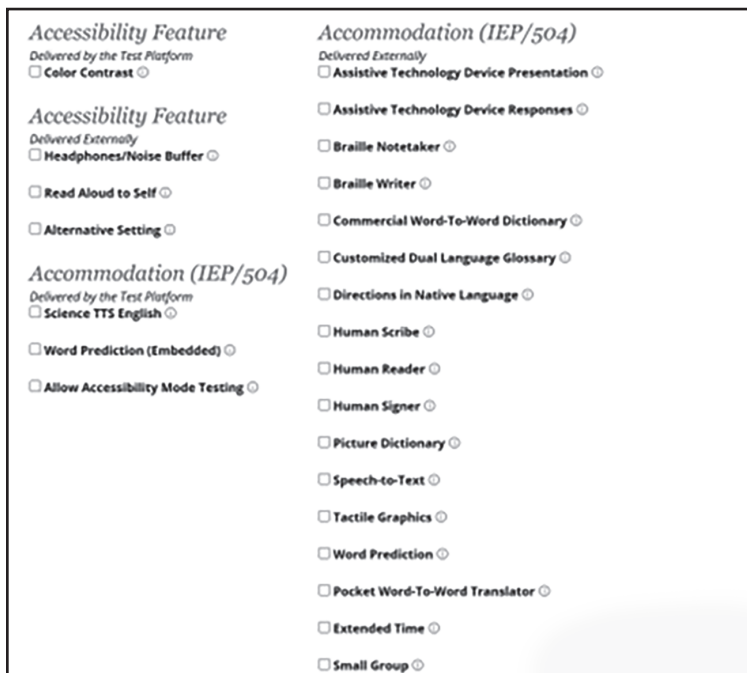 Accessibility Feature
Delivered by the Test Platform
Color Contrast
Accessibility Feature
Delivered Externally
Headphones/Noise Buffer
Read Aloud to Self
Alternative Setting
Accommodation (IEP/504)
Delivered by the Test Platform
Science TTS English
Word Prediction (Embedded)
Allow Accessibility Mode Testing
Accommodation (IEP/504)
Delivered Externally
Assistive Technology Device Presentation
Assistive Technology Device Responses
Braille Notetaker
Braille Writer
Commercial Word-To-Word Dictionary
Customized Dual Language Glossary
Directions in Native Language
Human Scribe
Human Reader
Human Signer
Picture Dictionary
Speech-to-Text
Tactile Graphics
Word Prediction
Pocket Word-To-Word Translator
Extended Time
Small Group